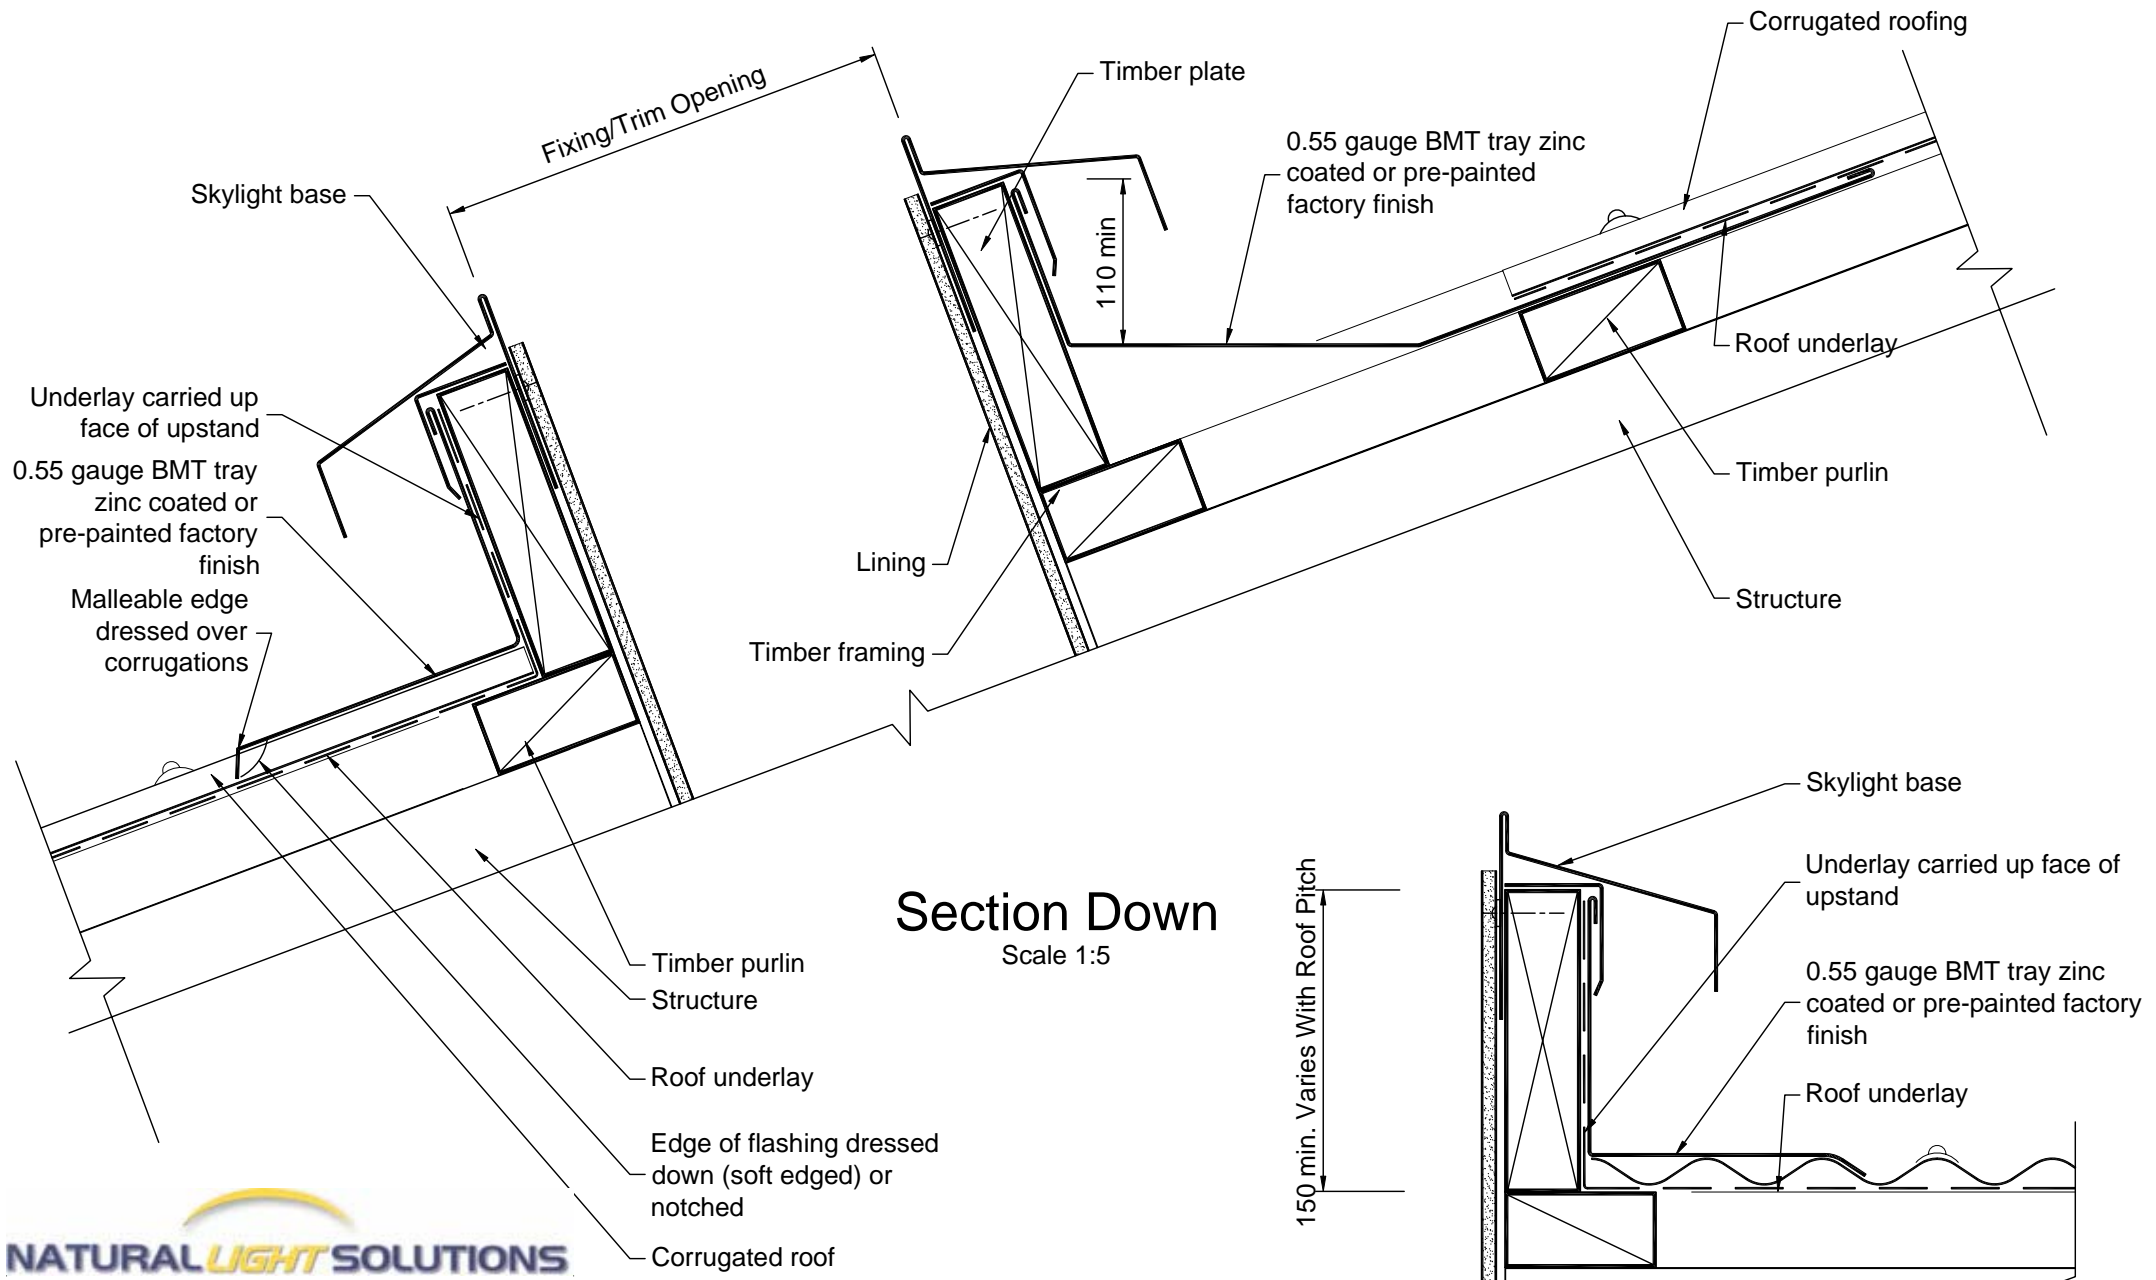 Corrugated roofing
Timber plate
Fixing/Trim Opening
0.55 gauge BMT tray zinc
coated or pre-painted
factory finish
Skylight base
110 min
Roof underlay
Underlay carried up
face of upstand
0.55 gauge BMT tray
zinc coated or
pre-painted factory
finish
Timber purlin
Lining
Structure
Malleable edge
dressed over
corrugations
Timber framing
Skylight base
Underlay carried up face of
upstand
Section Down
Scale 1:5
150 min. Varies With Roof Pitch
Timber purlin
Structure
0.55 gauge BMT tray zinc
coated or pre-painted factory
finish
Roof underlay
Roof underlay
Edge of flashing dressed
down (soft edged) or
notched
Corrugated roof
NATURAL LIGHT SOLUTIONS